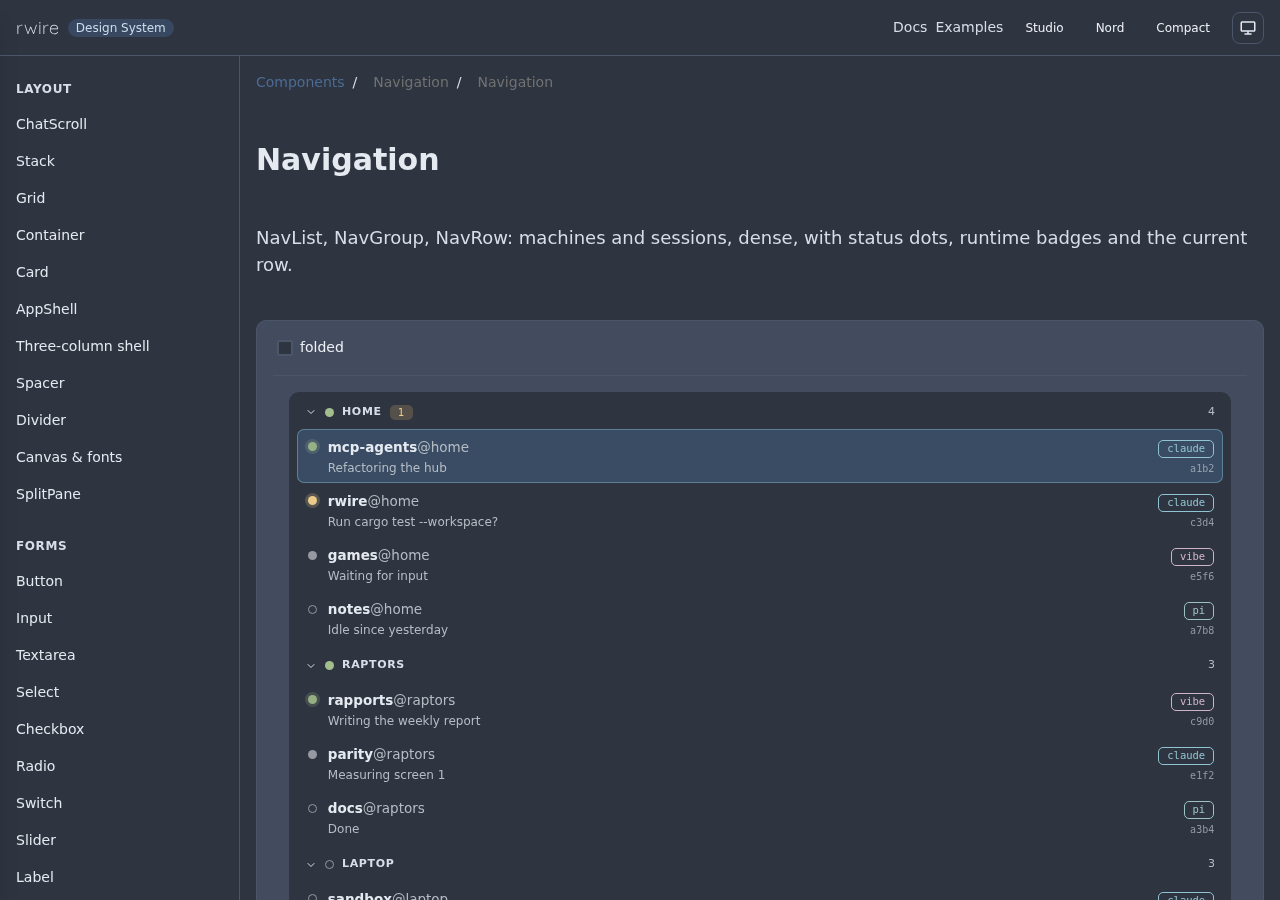 rwire Design System Docs Examples Studio Nord Compact
LAYOUT
ChatScroll
Stack
Grid
Container
Card
AppShell
Three-column shell
Spacer
Divider
Canvas & fonts
SplitPane
FORMS
Button
Input
Textarea
Select
Checkbox
Radio
Switch
Slider
Label
Components / Navigation / Navigation
Navigation
NavList, NavGroup, NavRow: machines and sessions, dense, with status dots, runtime badges and the current
row.
folded
HOME 1 4
mcp-agents@home claude
Refactoring the hub a1b2
rwire@home claude
Run cargo test --workspace? c3d4
games@home vibe
Waiting for input e5f6
notes@home pi
Idle since yesterday a7b8
RAPTORS 3
rapports@raptors vibe
Writing the weekly report c9d0
parity@raptors claude
Measuring screen 1 e1f2
docs@raptors pi
Done a3b4
LAPTOP 3
sandbox@laptop claude